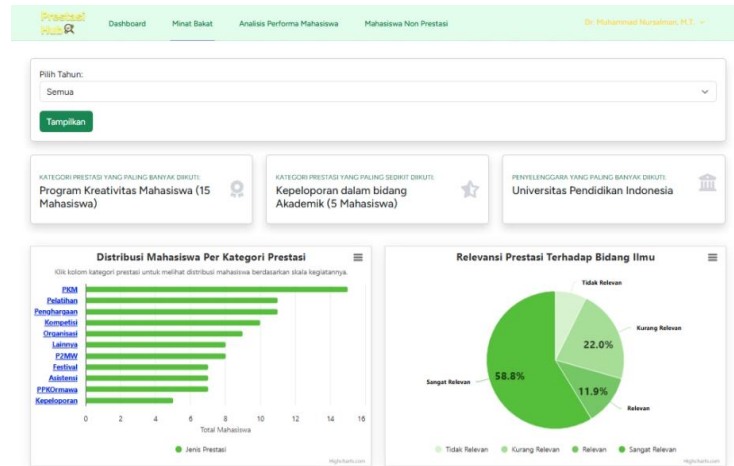 Prestasi
Hub
Dashboard
Minat Bakat
Analisis Performa Mahasiswa
Mahasiswa Non Prestasi
Dr. Muhammad Nursalman, M.T.
Pilih Tahun:
Semua
Tampilkan
KATEGORI PRESTASI YANG PALING BANYAK DIIKUTI:
Program Kreativitas Mahasiswa (15
Mahasiswa)
KATEGORI PRESTASI YANG PALING SEDIKIT DIIKUTI:
Kepeloporan dalam bidang
Akademik (5 Mahasiswa)
PENYELENGGARA YANG PALING BANYAK DIIKUTI:
Universitas Pendidikan Indonesia
Distribusi Mahasiswa Per Kategori Prestasi
Klik kolom kategori prestasi untuk melihat distribusi mahasiswa berdasarkan skala kegiatannya.
PKM
Pelatihan
Penghargaan
Kompetisi
Organisasi
Lainnya
P2MW
Festival
Asistensi
PPKOrmawa
Kepeloporan
0 2 4 6 8 10 12 14 16
Total Mahasiswa
Jenis Prestasi
Highcharts.com
Relevansi Prestasi Terhadap Bidang Ilmu
Tidak Relevan
Kurang Relevan
22.0%
58.8%
Sangat Relevan
11.9%
Relevan
Tidak Relevan Kurang Relevan Relevan Sangat Relevan
Highcharts.com